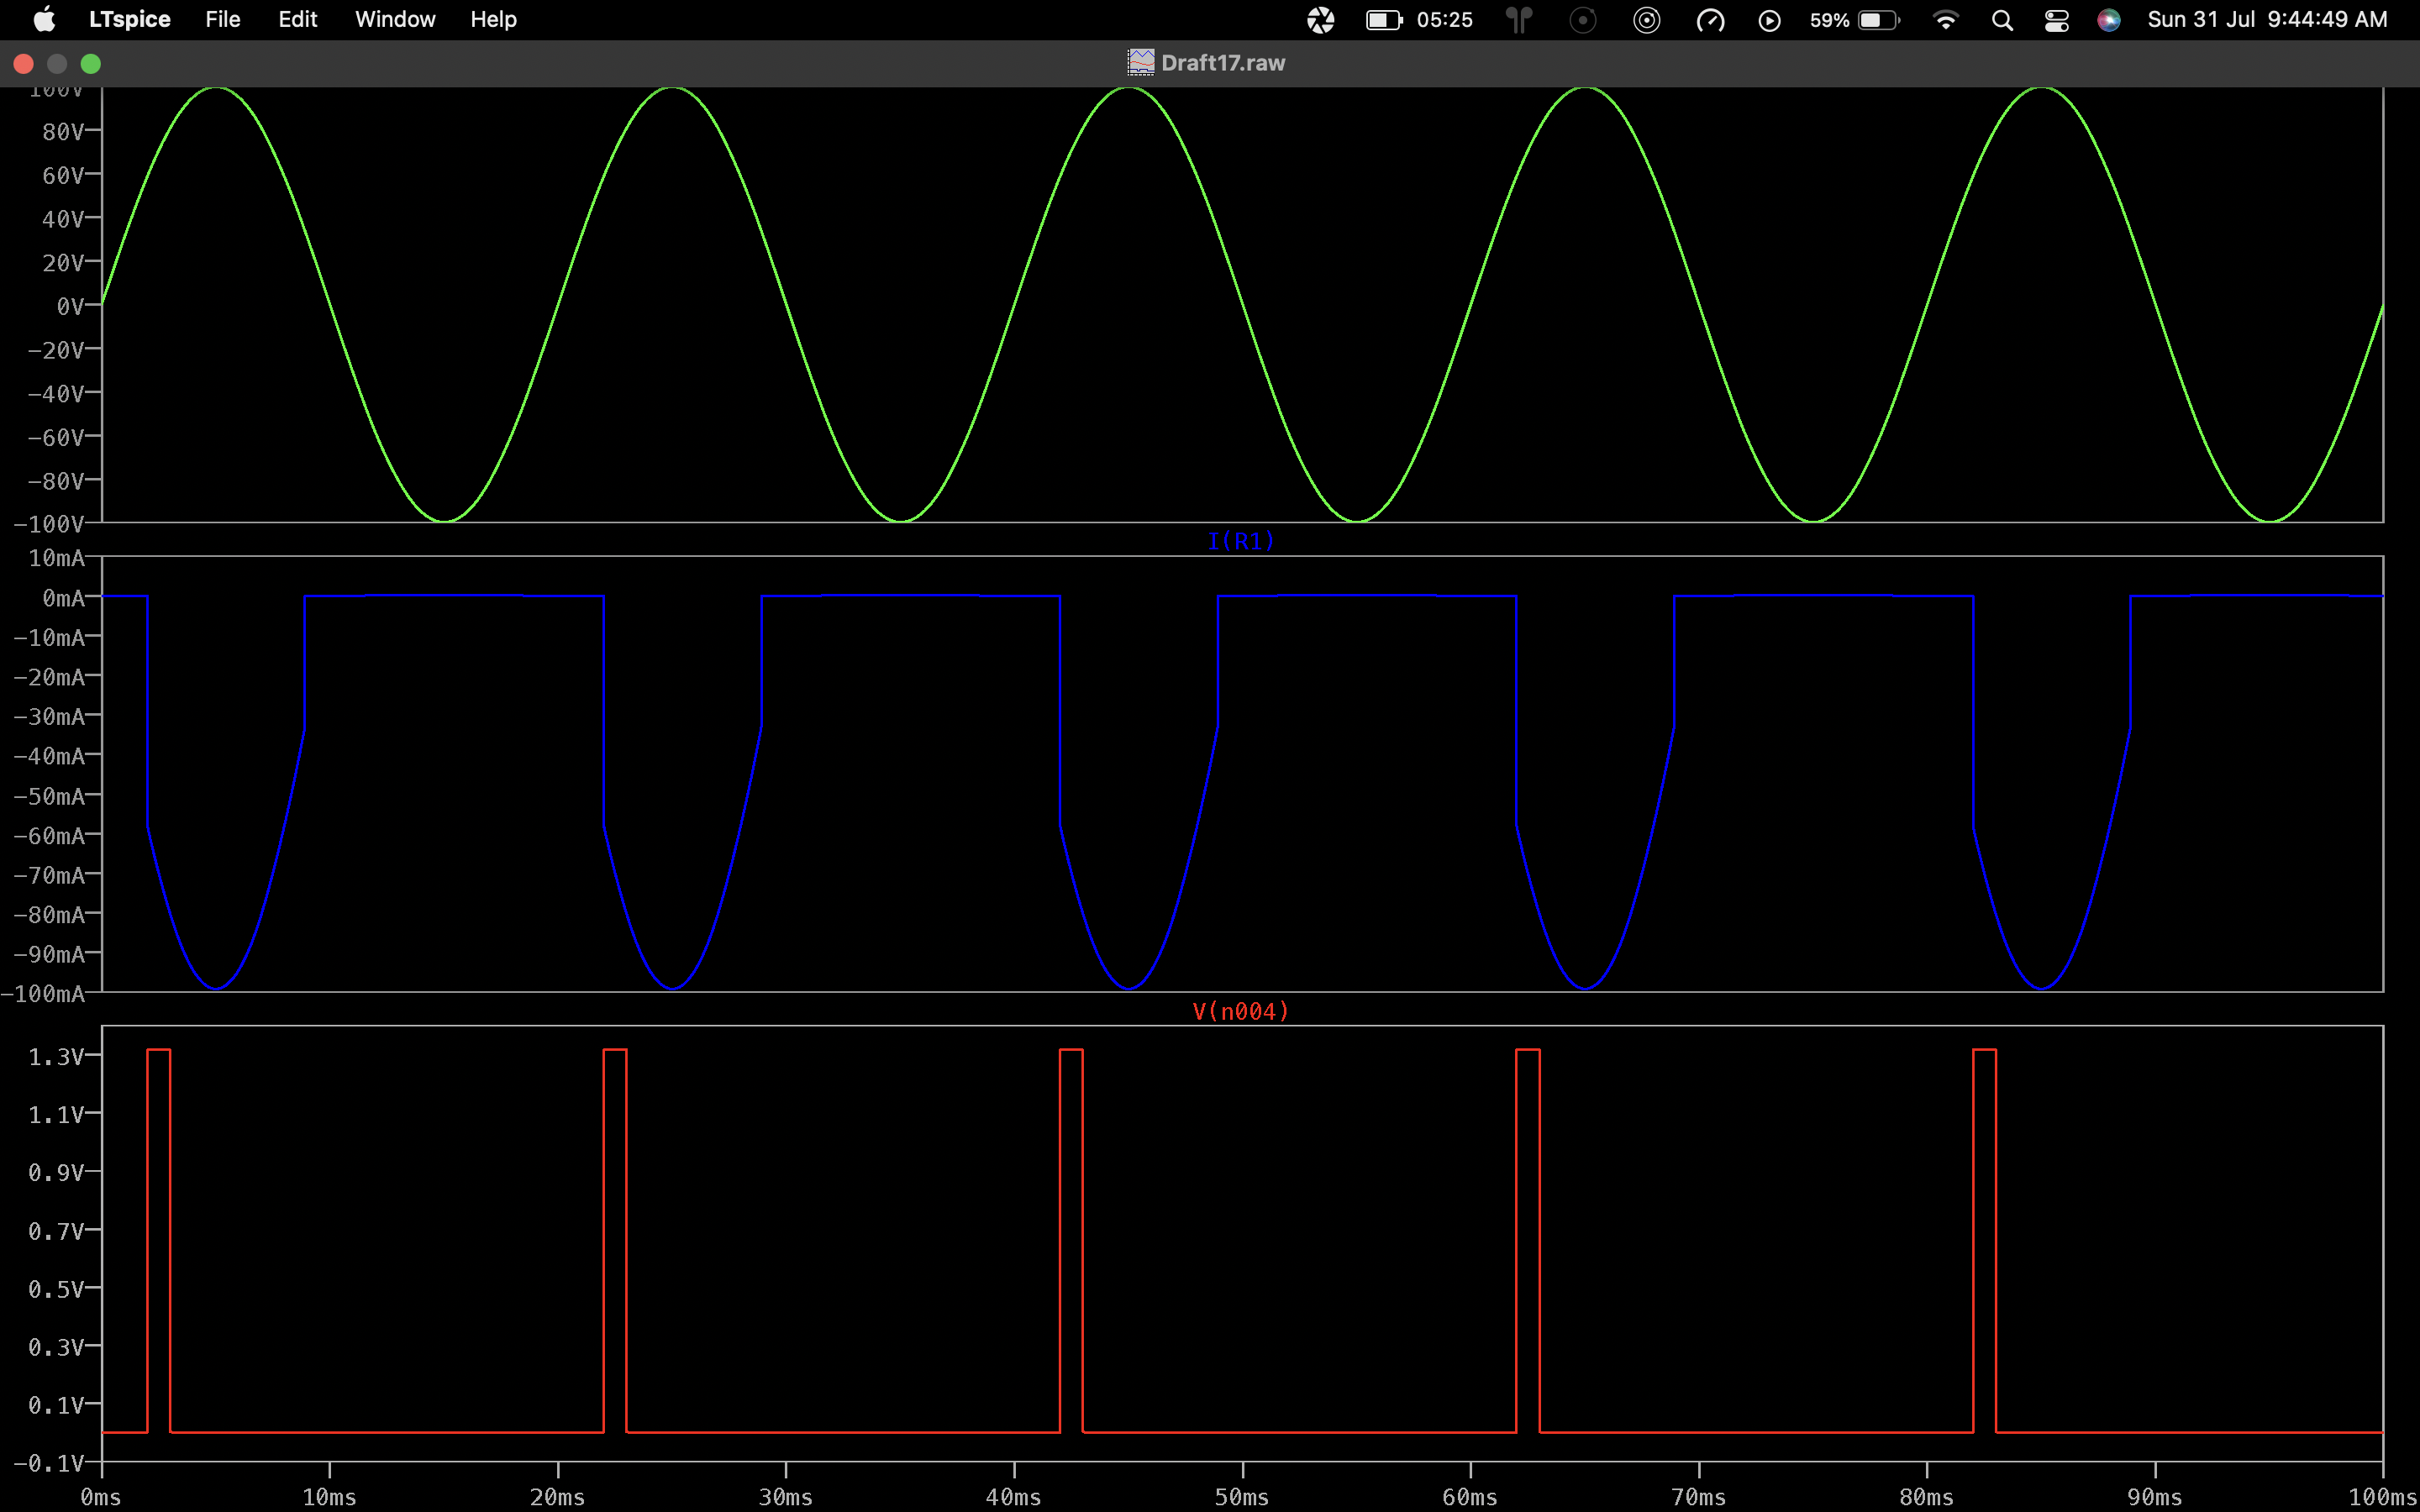 LTspice File Edit Window Help 05:25 59% Sun 31 Jul 9:44:49 AM
Draft17.raw
100V
80V
60V
40V
20V
0V
-20V
-40V
-60V
-80V
-100V
I(R1)
10mA
0mA
-10mA
-20mA
-30mA
-40mA
-50mA
-60mA
-70mA
-80mA
-90mA
-100mA
V(n004)
1.3V
1.1V
0.9V
0.7V
0.5V
0.3V
0.1V
-0.1V
0ms 10ms 20ms 30ms 40ms 50ms 60ms 70ms 80ms 90ms 100ms